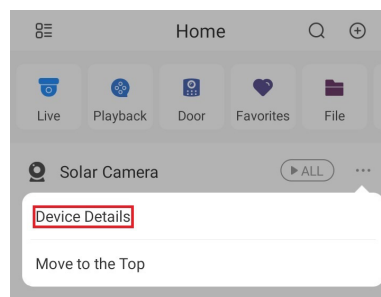 Home
Live Playback Door Favorites File
Solar Camera ALL
Device Details
Move to the Top